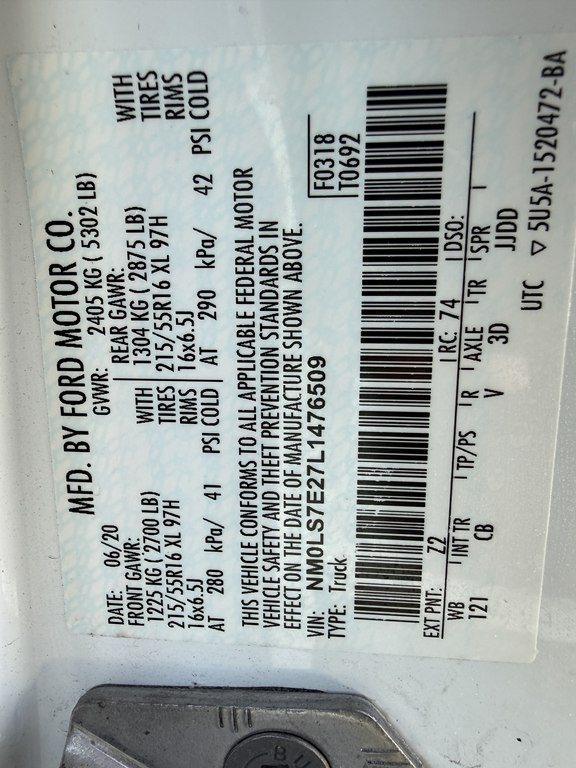 MFD. BY FORD MOTOR CO.
DATE: 06/20 GVWR: 2405 KG ( 5302 LB)
FRONT GAWR: REAR GAWR:
1225 KG ( 2700 LB) WITH 1304 KG ( 2875 LB) WITH
215/55R16 XL 97H TIRES 215/55R16 XL 97H TIRES
16x6.5J RIMS 16x6.5J RIMS
AT 280 kPa/ 41 PSI COLD AT 290 kPa/ 42 PSI COLD
THIS VEHICLE CONFORMS TO ALL APPLICABLE FEDERAL MOTOR
VEHICLE SAFETY AND THEFT PREVENTION STANDARDS IN
EFFECT ON THE DATE OF MANUFACTURE SHOWN ABOVE.
VIN: NM0LS7E27L1476509 F0318
TYPE: Truck T0692
EXT PNT: Z2 RC: 74 DSO:
WB INT TR TP/PS R AXLE TR SPR
121 CB V 3D JJDD
UTC ▽ 5U5A-1520472-BA